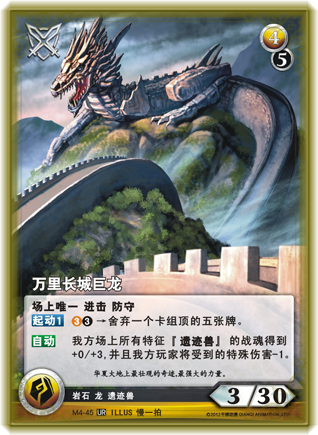 4
5
万里长城巨龙
场上唯一 进击 防守
起动1 3 3 → 舍弃一个卡组顶的五张牌。
自动 我方场上所有特征『遗迹兽』的战魂得到
+0/+3,并且我方玩家将受到的特殊伤害-1。
华夏大地上最壮观的奇迹,最强大的力量。
岩石 龙 遗迹兽
3/30
M4-45 UR ILLUS 慢一拍